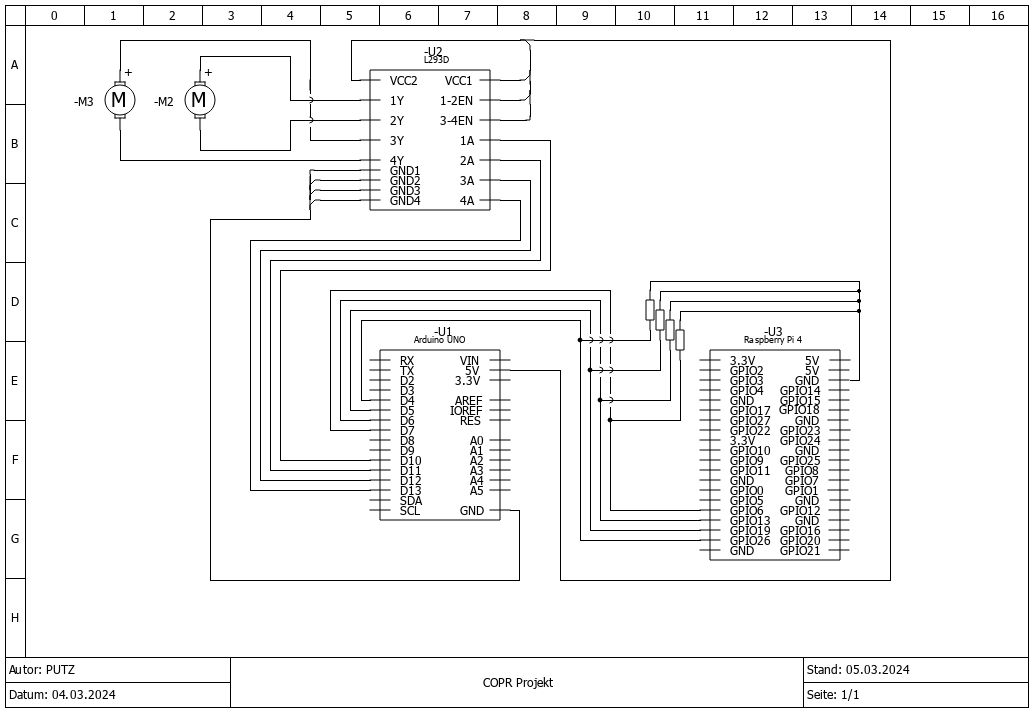 0 1 2 3 4 5 6 7 8 9 10 11 12 13 14 15 16
A
B
C
D
E
F
G
H
-M3
M
+
-M2
M
+
-U2
L293D
VCC2 VCC1
1Y 1-2EN
2Y 3-4EN
3Y 1A
4Y 2A
GND1
GND2 3A
GND3
GND4 4A
-U1
Arduino UNO
RX VIN
TX 5V
D2 3.3V
D3
D4 AREF
D5 IOREF
D6 RES
D7
D8 A0
D9 A1
D10 A2
D11 A3
D12 A4
D13 A5
SDA
SCL GND
-U3
Raspberry Pi 4
3.3V 5V
GPIO2 5V
GPIO3 GND
GPIO4 GPIO14
GND GPIO15
GPIO17 GPIO18
GPIO27 GND
GPIO22 GPIO23
3.3V GPIO24
GPIO10 GND
GPIO9 GPIO25
GPIO11 GPIO8
GND GPIO7
GPIO0 GPIO1
GPIO5 GND
GPIO6 GPIO12
GPIO13 GND
GPIO19 GPIO16
GPIO26 GPIO20
GND GPIO21
Autor: PUTZ
Datum: 04.03.2024
COPR Projekt
Stand: 05.03.2024
Seite: 1/1